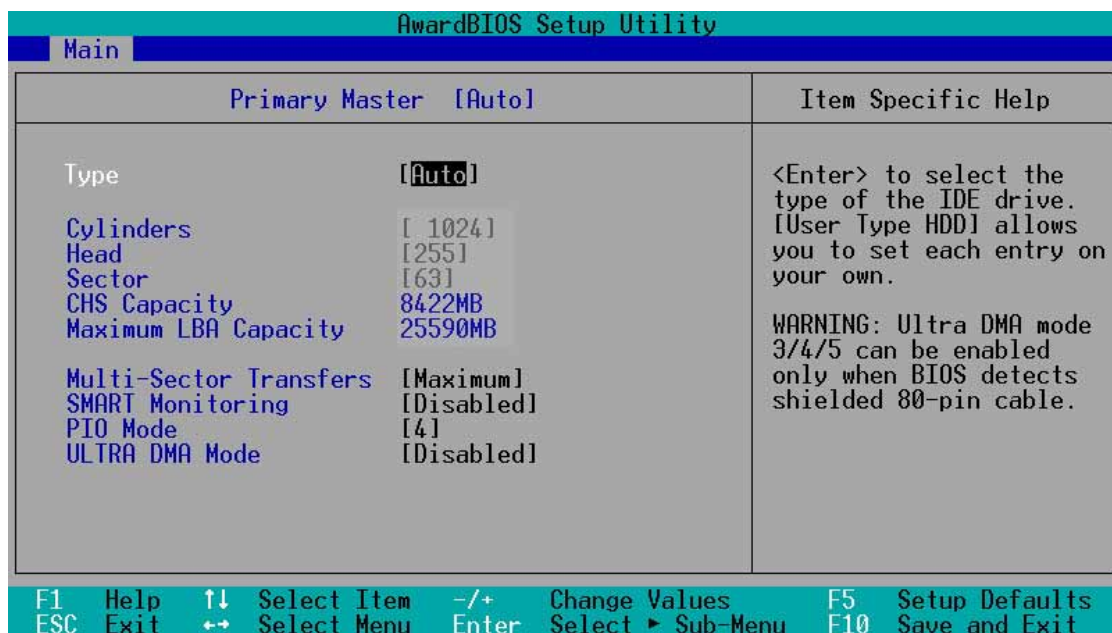 AwardBIOS Setup Utility
Main
Primary Master [Auto]
Item Specific Help
Type [Auto]
Cylinders [ 1024]
Head [255]
Sector [63]
CHS Capacity 8422MB
Maximum LBA Capacity 25590MB
Multi-Sector Transfers [Maximum]
SMART Monitoring [Disabled]
PIO Mode [4]
ULTRA DMA Mode [Disabled]
<Enter> to select the
type of the IDE drive.
[User Type HDD] allows
you to set each entry on
your own.
WARNING: Ultra DMA mode
3/4/5 can be enabled
only when BIOS detects
shielded 80-pin cable.
F1 Help ↑↓ Select Item -/+ Change Values F5 Setup Defaults
ESC Exit ←→ Select Menu Enter Select ▶ Sub-Menu F10 Save and Exit